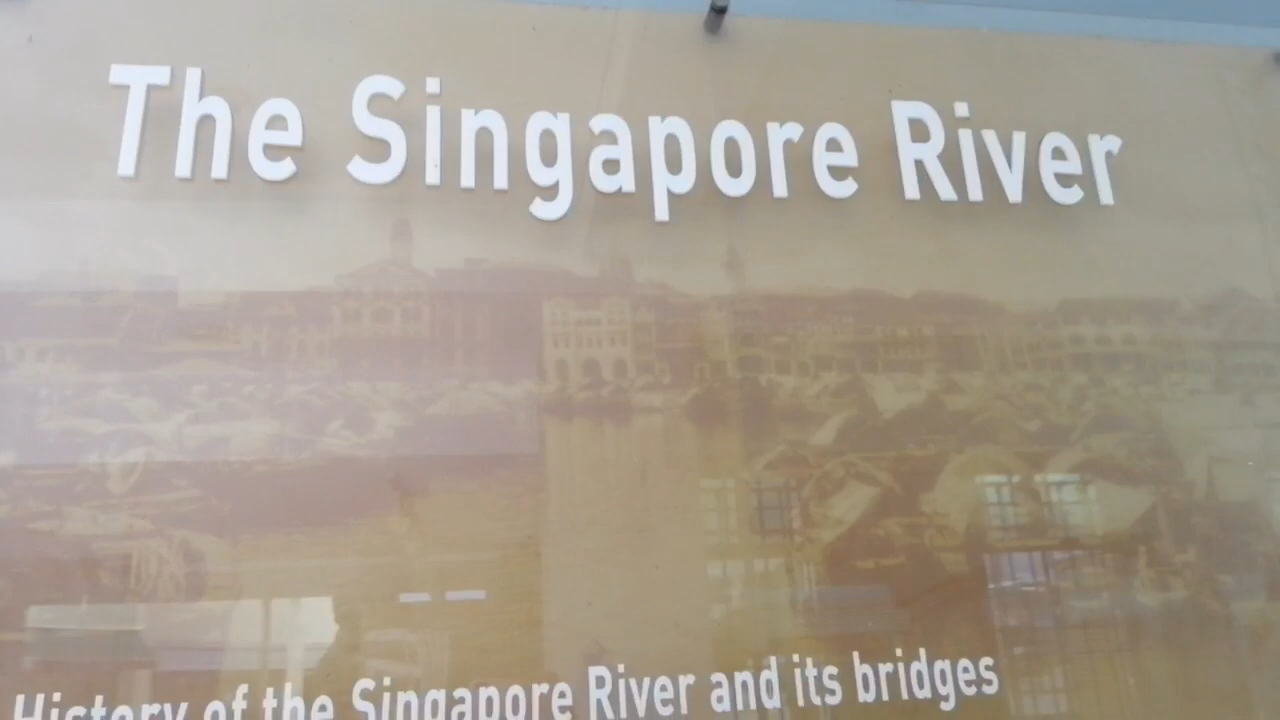 The Singapore River
History of the Singapore River and its bridges